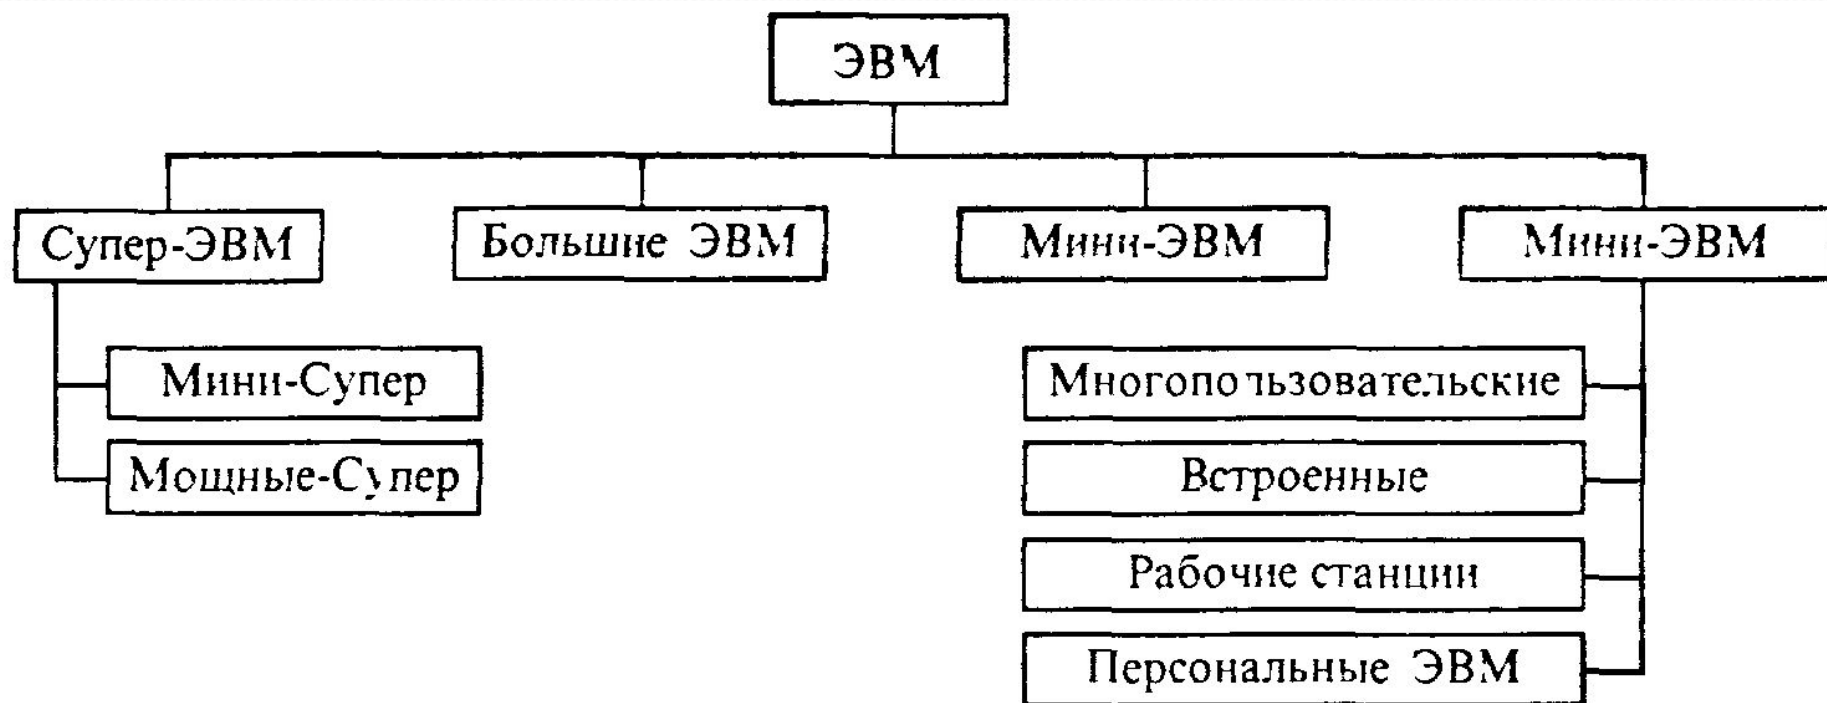 ЭВМ
Супер-ЭВМ
Большие ЭВМ
Мини-ЭВМ
Мини-ЭВМ
Мини-Супер
Мощные-Супер
Многопользовательские
Встроенные
Рабочие станции
Персональные ЭВМ